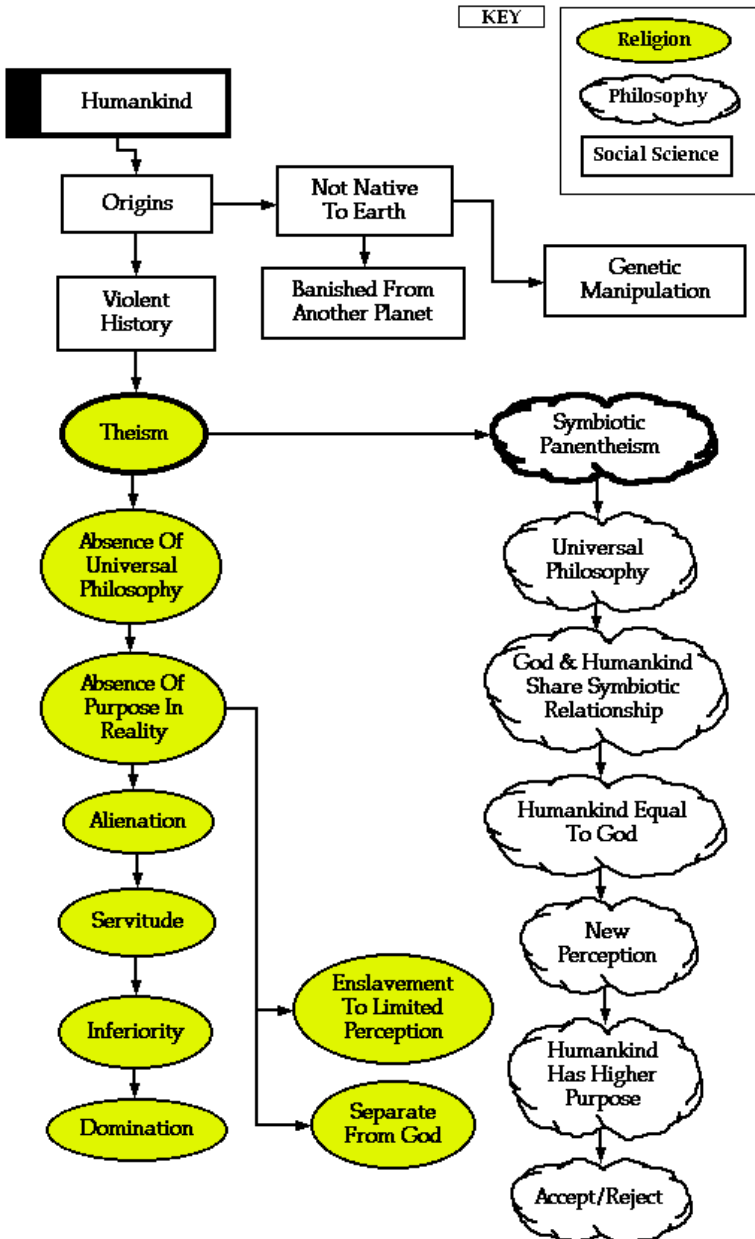 KEY
Religion
Philosophy
Social Science
Humankind
Origins
Not Native
To Earth
Violent
History
Banished From
Another Planet
Genetic
Manipulation
Theism
Symbiotic
Panentheism
Absence Of
Universal
Philosophy
Universal
Philosophy
Absence Of
Purpose In
Reality
God & Humankind
Share Symbiotic
Relationship
Alienation
Humankind Equal
To God
Servitude
New
Perception
Enslavement
To Limited
Perception
Inferiority
Humankind
Has Higher
Purpose
Domination
Separate
From God
Accept/Reject